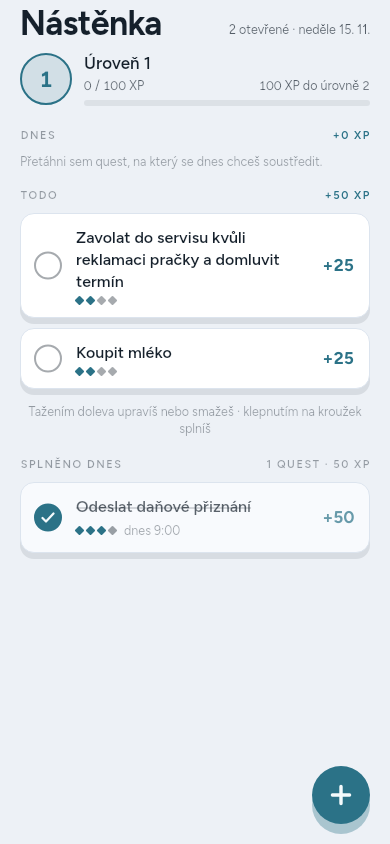 Nástěnka
2 otevřené · neděle 15. 11.
1
Úroveň 1
0 / 100 XP
100 XP do úrovně 2
DNES
+0 XP
Přetáhni sem quest, na který se dnes chceš soustředit.
TODO
+50 XP
Zavolat do servisu kvůli
reklamaci pračky a domluvit
termín
+25
Koupit mléko
+25
Tažením doleva upravíš nebo smažeš · klepnutím na kroužek
splníš
SPLNĚNO DNES
1 QUEST · 50 XP
Odeslat daňové přiznání
dnes 9:00
+50